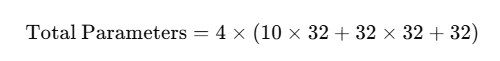 Total Parameters = 4 × (10 × 32 + 32 × 32 + 32)